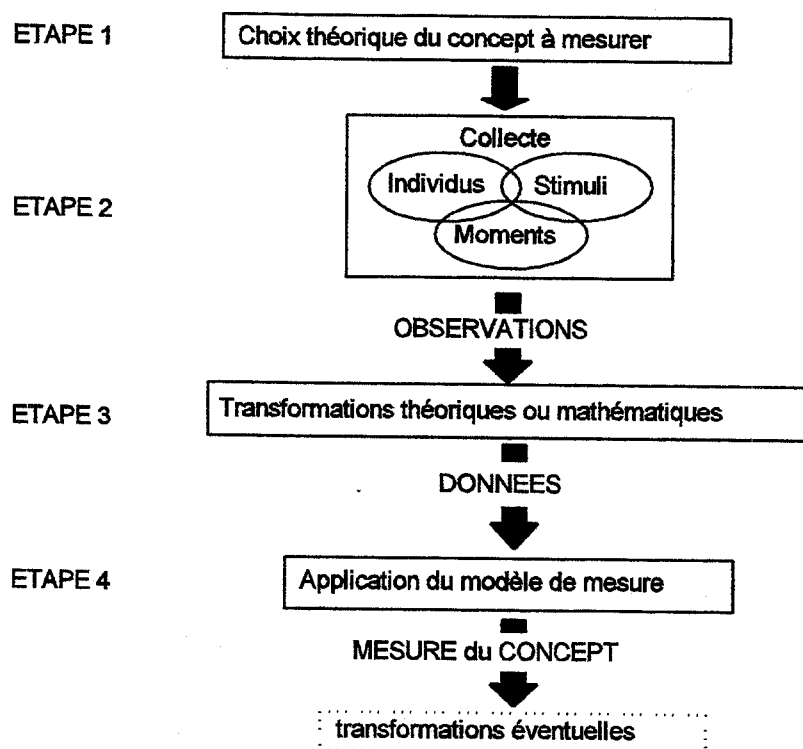 ETAPE 1
Choix théorique du concept à mesurer
Collecte
Individus
Stimuli
ETAPE 2
Moments
OBSERVATIONS
ETAPE 3
Transformations théoriques ou mathématiques
DONNEES
ETAPE 4
Application du modèle de mesure
MESURE du CONCEPT
transformations éventuelles